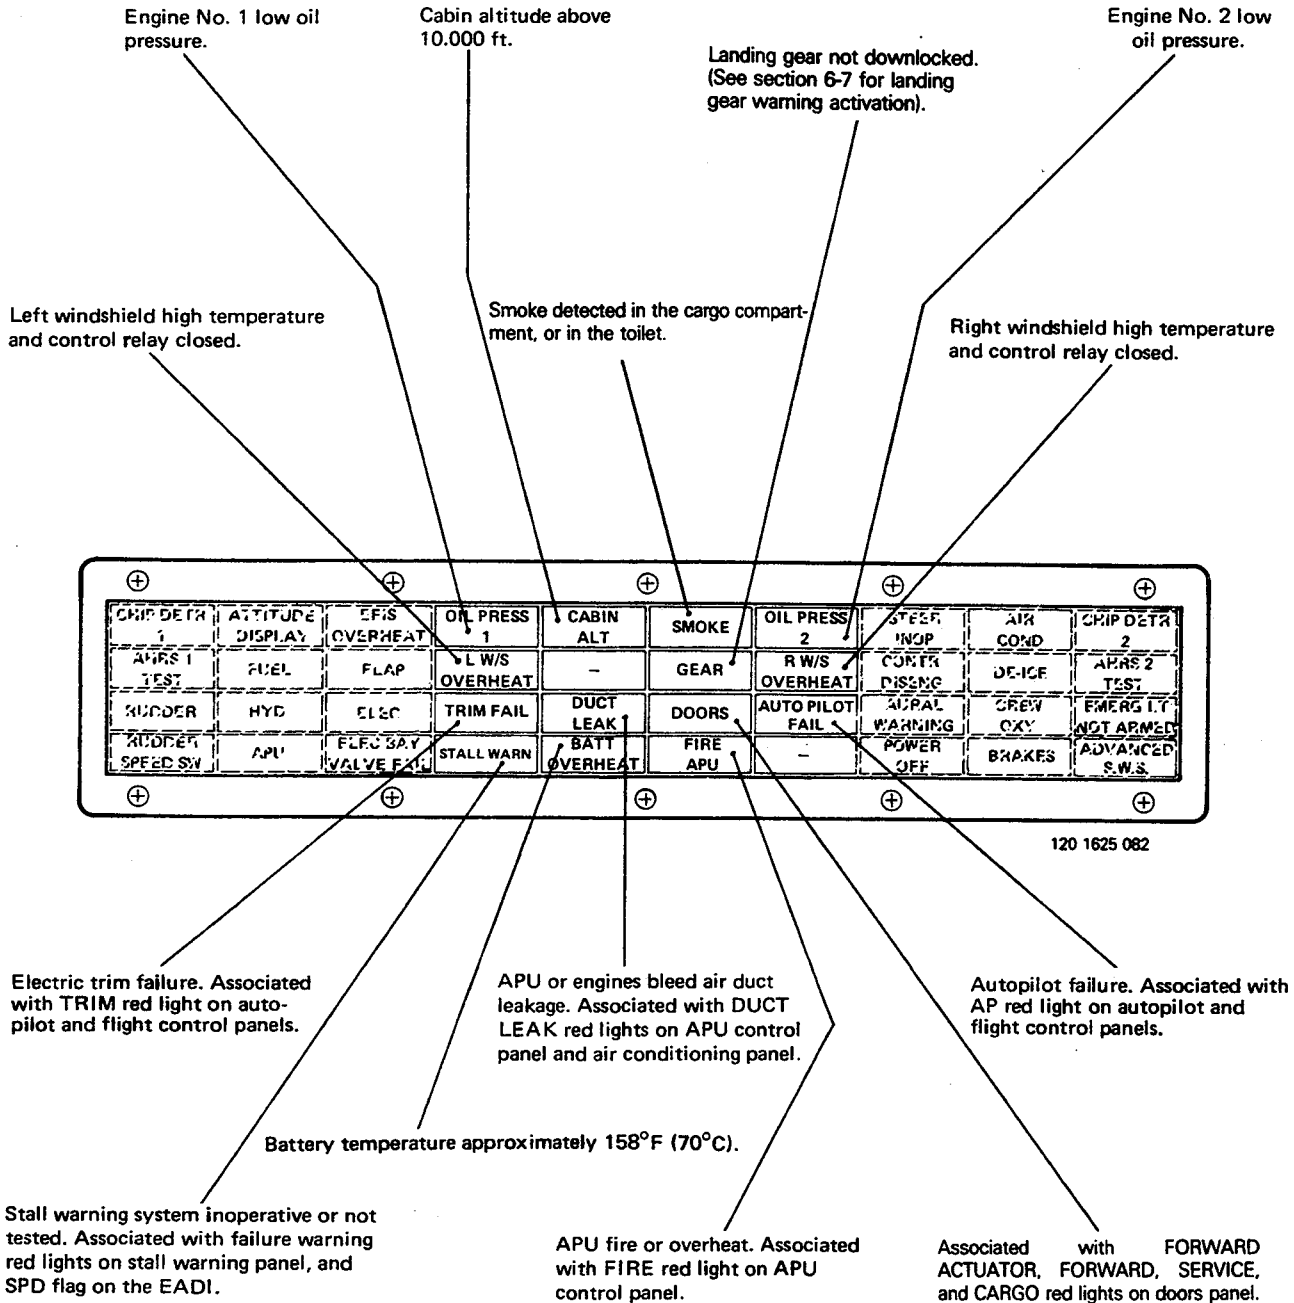 Engine No. 1 low oil
pressure.
Cabin altitude above
10.000 ft.
Engine No. 2 low
oil pressure.
Landing gear not downlocked.
(See section 6-7 for landing
gear warning activation).
Left windshield high temperature
and control relay closed.
Smoke detected in the cargo compart-
ment, or in the toilet.
Right windshield high temperature
and control relay closed.
CHIP DETR
1
ATTITUDE
DISPLAY
EFIS
OVERHEAT
OIL PRESS
1
CABIN
ALT
SMOKE
OIL PRESS
2
STEER
INOP
AIR
COND
CHIP DETR
2
AHRS 1
TEST
FUEL
FLAP
L W/S
OVERHEAT
–
GEAR
R W/S
OVERHEAT
CONTR
DISENG
DE-ICE
AHRS 2
TEST
RUDDER
HYD
ELEC
TRIM FAIL
DUCT
LEAK
DOORS
AUTO PILOT
FAIL
AURAL
WARNING
CREW
OXY
EMERG LT
NOT ARMED
RUDDER
SPEED SW
APU
ELEC BAY
VALVE FAIL
STALL WARN
BATT
OVERHEAT
FIRE
APU
–
POWER
OFF
BRAKES
ADVANCED
S.W.S.
120 1625 082
Electric trim failure. Associated
with TRIM red light on auto-
pilot and flight control panels.
APU or engines bleed air duct
leakage. Associated with DUCT
LEAK red lights on APU control
panel and air conditioning panel.
Autopilot failure. Associated with
AP red light on autopilot and
flight control panels.
Battery temperature approximately 158°F (70°C).
Stall warning system inoperative or not
tested. Associated with failure warning
red lights on stall warning panel, and
SPD flag on the EADI.
APU fire or overheat. Associated
with FIRE red light on APU
control panel.
Associated with FORWARD
ACTUATOR, FORWARD, SERVICE,
and CARGO red lights on doors panel.